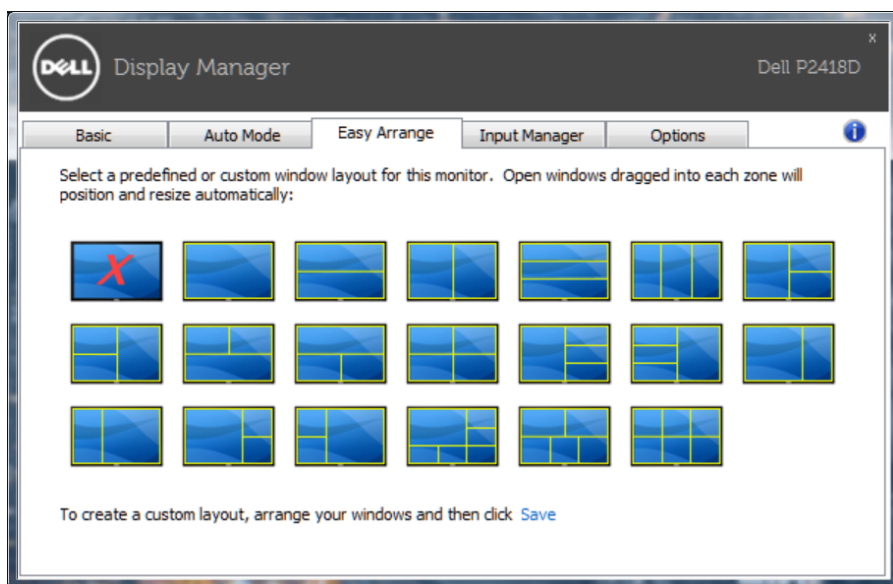 x
DELL Display Manager Dell P2418D
Basic Auto Mode Easy Arrange Input Manager Options i
Select a predefined or custom window layout for this monitor. Open windows dragged into each zone will
position and resize automatically:
X
To create a custom layout, arrange your windows and then click Save